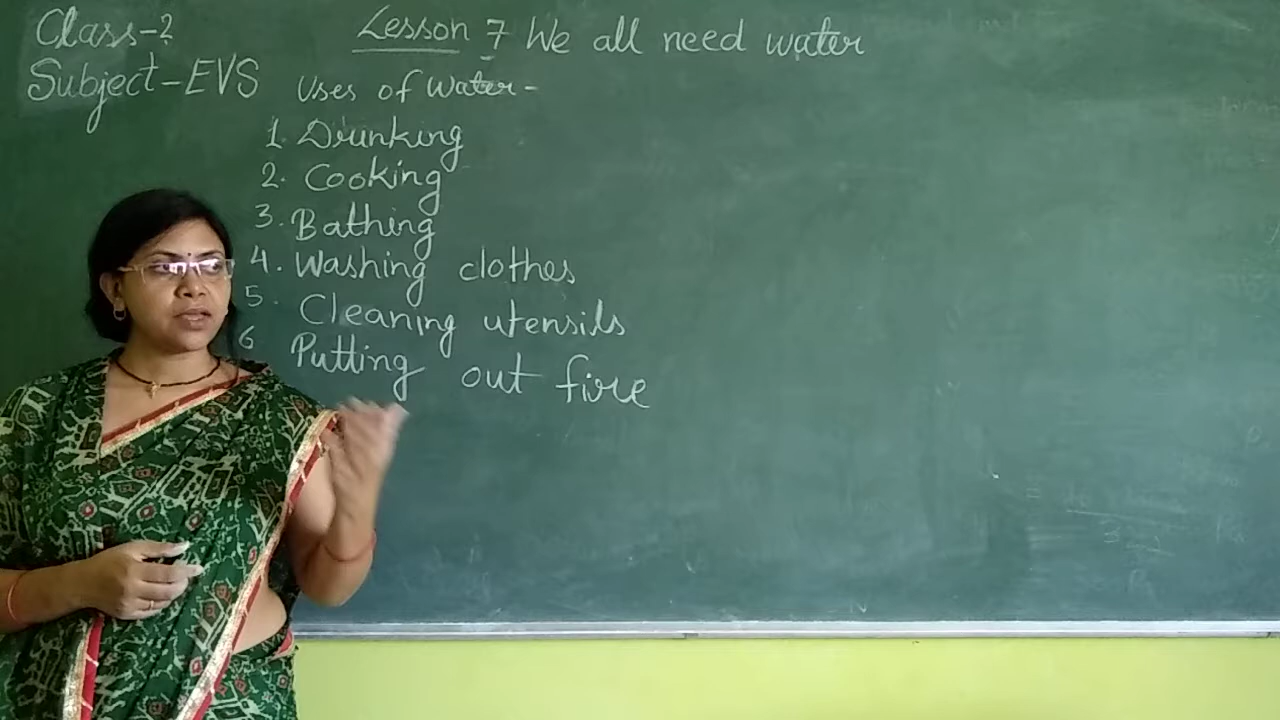 Class-2
Subject-EVS
Lesson 7 We all need water
Uses of Water-
1. Drinking
2. Cooking
3. Bathing
4. Washing clothes
5. Cleaning utensils
6 Putting out fire